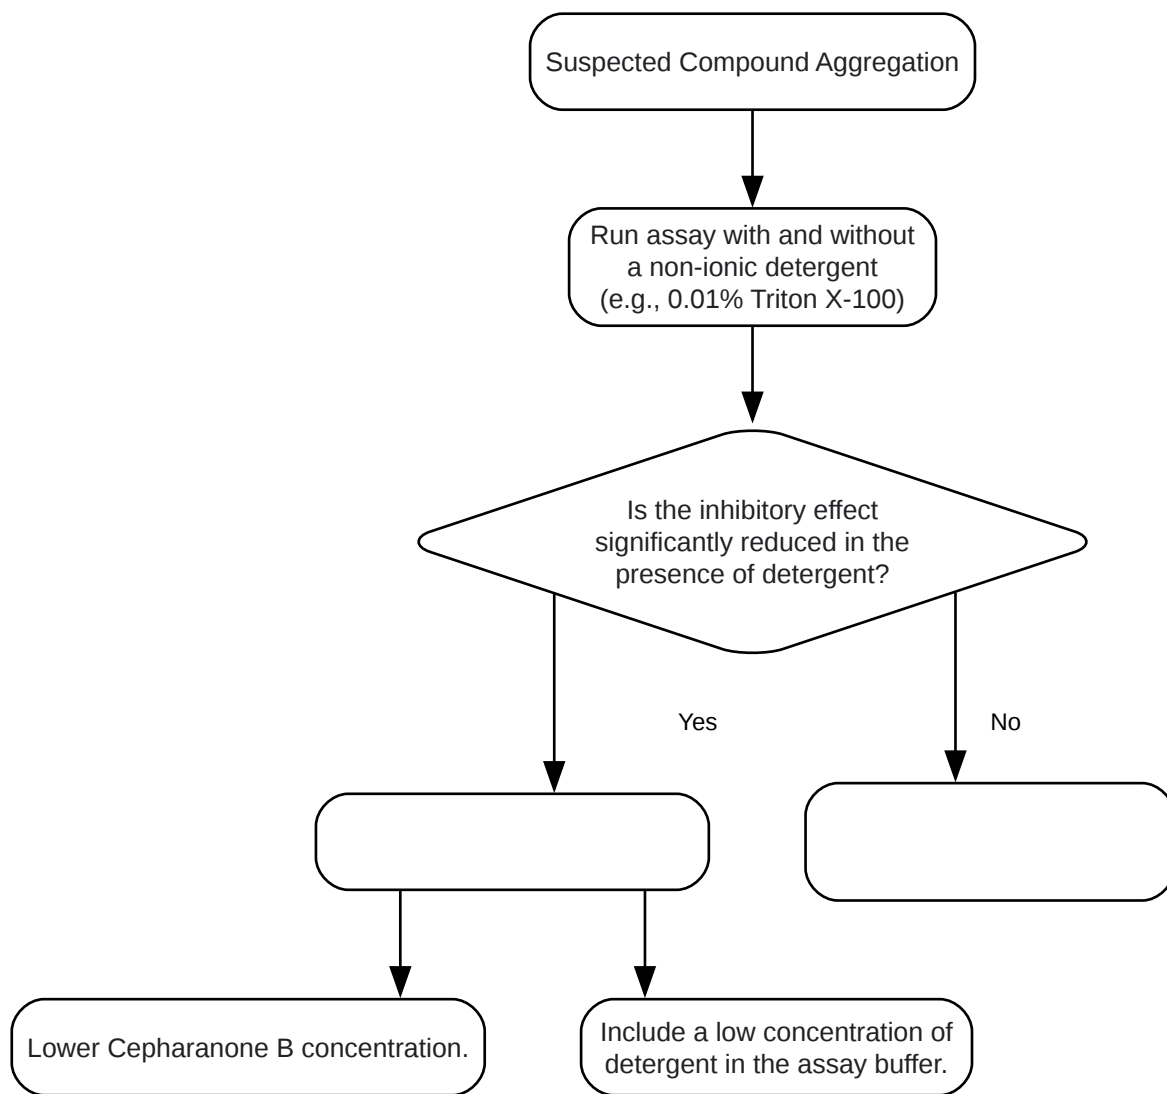 Suspected Compound Aggregation
Run assay with and without
a non-ionic detergent
(e.g., 0.01% Triton X-100)
Is the inhibitory effect
significantly reduced in the
presence of detergent?
Yes
No
Lower Cepharanone B concentration.
Include a low concentration of
detergent in the assay buffer.